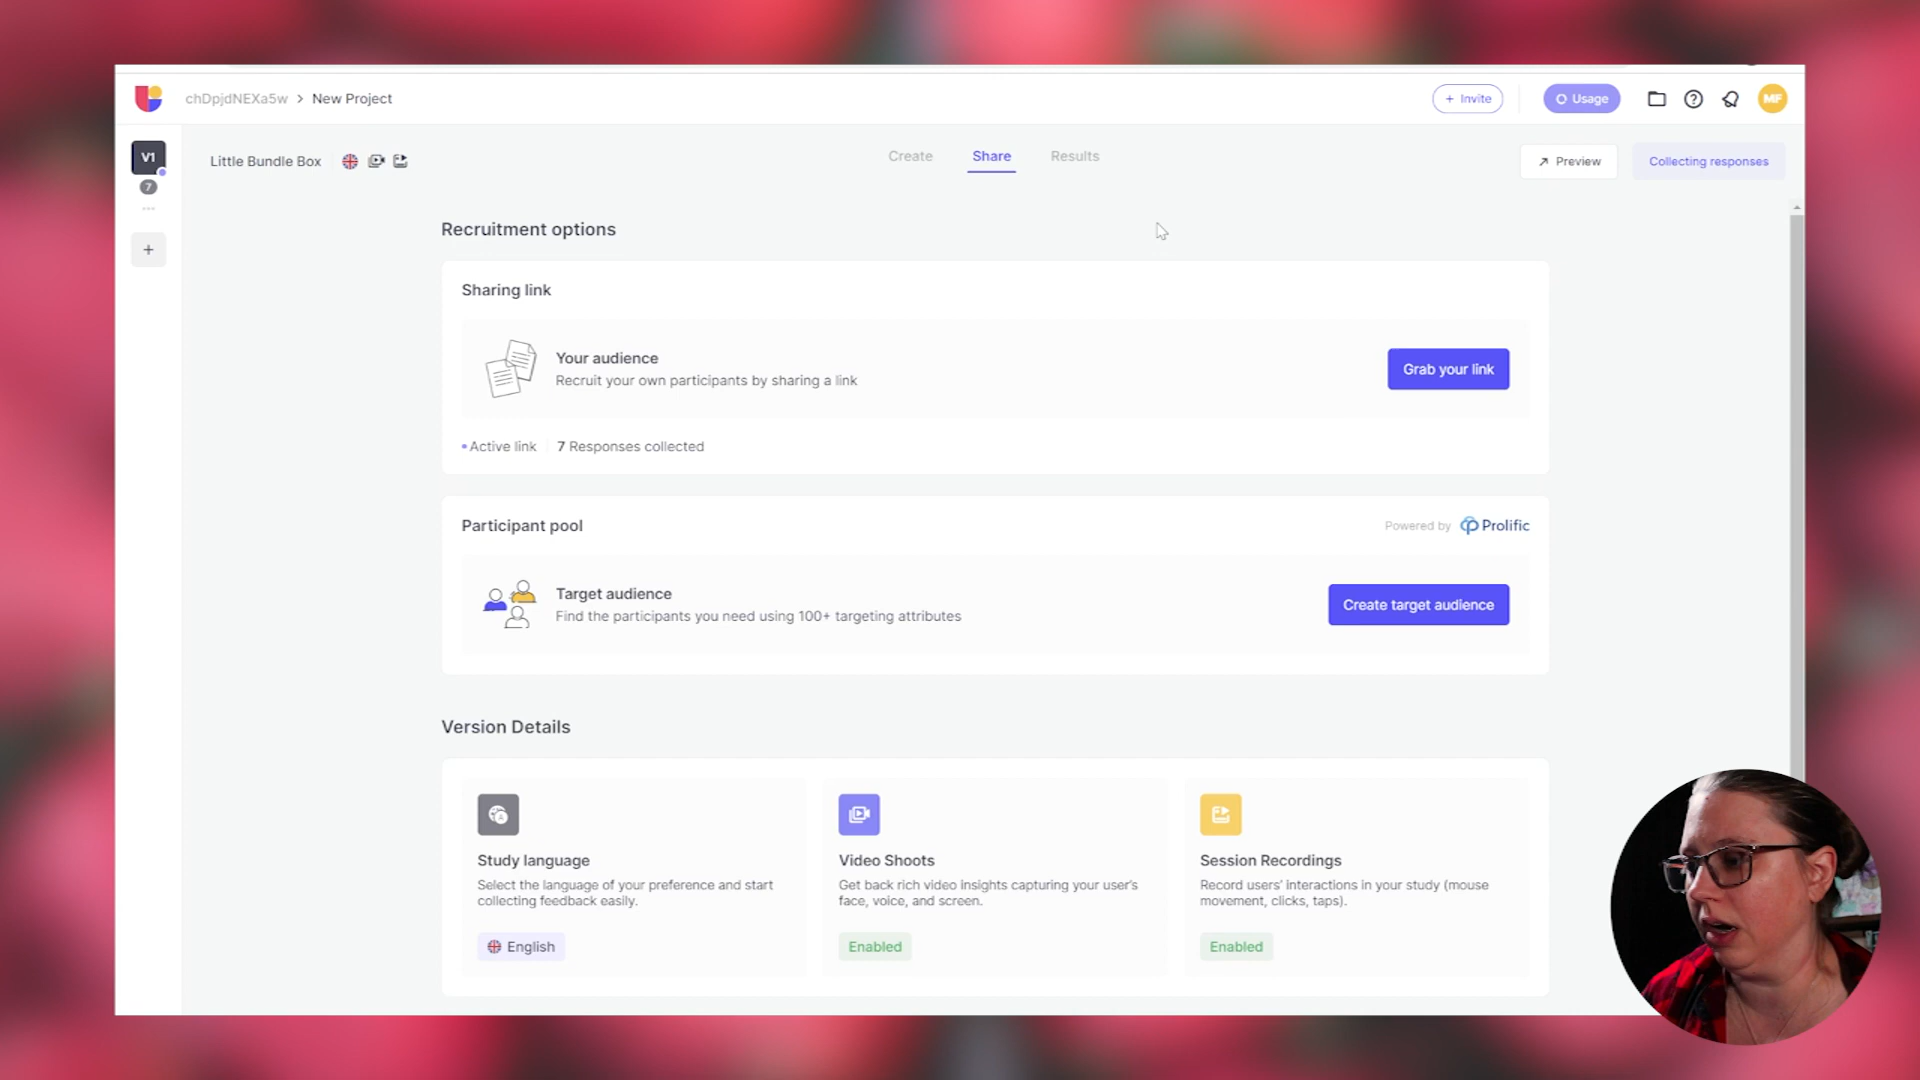 chDpjdNEXa5w > New Project
+ Invite
Usage
MF
V1
7
Little Bundle Box
Create
Share
Results
Preview
Collecting responses
Recruitment options
Sharing link
Your audience
Recruit your own participants by sharing a link
Grab your link
Active link
7 Responses collected
Participant pool
Powered by Prolific
Target audience
Find the participants you need using 100+ targeting attributes
Create target audience
Version Details
Study language
Select the language of your preference and start
collecting feedback easily.
English
Video Shoots
Get back rich video insights capturing your user's
face, voice, and screen.
Enabled
Session Recordings
Record users' interactions in your study (mouse
movement, clicks, taps).
Enabled